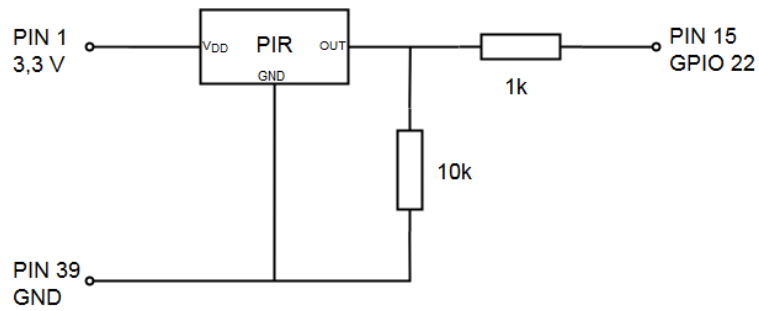 PIN 1
3,3 V
VDD
PIR
OUT
GND
PIN 15
GPIO 22
1k
10k
PIN 39
GND